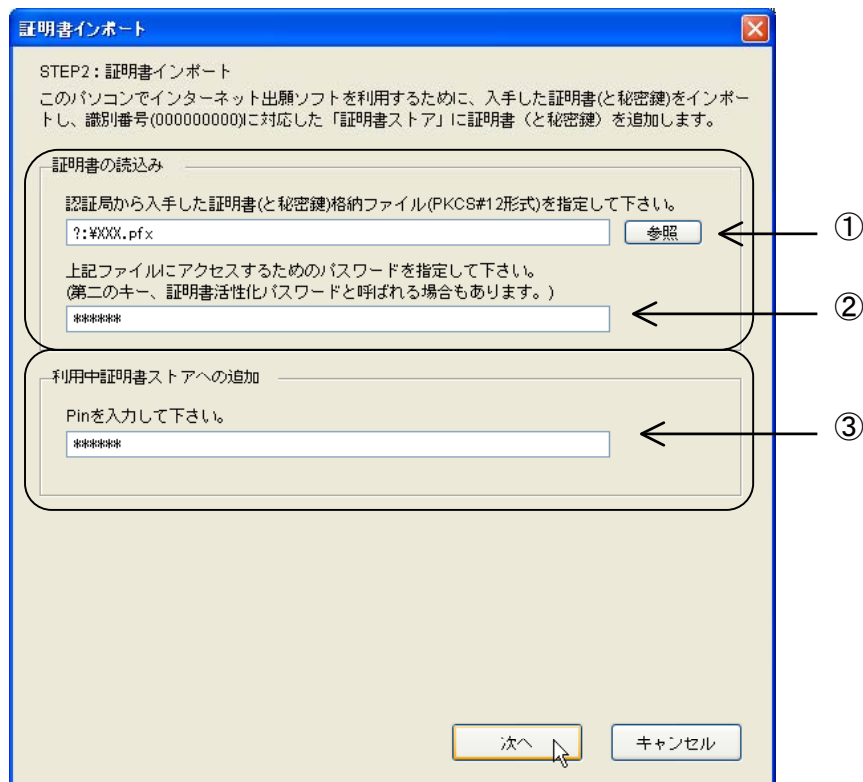 証明書インポート
STEP2：証明書インポート
このパソコンでインターネット出願ソフトを利用するために、入手した証明書(と秘密鍵)をインポー
トし、識別番号(000000000)に対応した「証明書ストア」に証明書（と秘密鍵）を追加します。
証明書の読込み
認証局から入手した証明書(と秘密鍵)格納ファイル(PKCS#12形式)を指定して下さい。
?:¥XXX.pfx
参照
①
上記ファイルにアクセスするためのパスワードを指定して下さい。
(第二のキー、証明書活性化パスワードと呼ばれる場合もあります。)
******
②
利用中証明書ストアへの追加
Pinを入力して下さい。
******
③
次へ
キャンセル